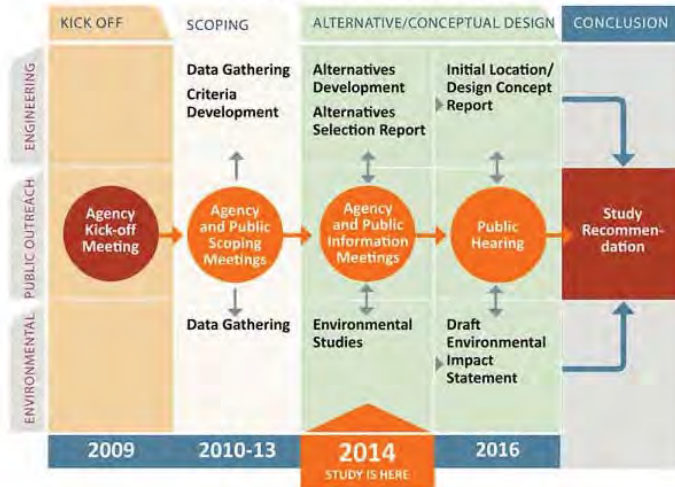 KICK OFF
SCOPING
ALTERNATIVE/CONCEPTUAL DESIGN
CONCLUSION
ENGINEERING
Data Gathering
Criteria
Development
Alternatives
Development
Alternatives
Selection Report
Initial Location/
Design Concept
Report
PUBLIC OUTREACH
Agency
Kick-off
Meeting
Agency
and Public
Scoping
Meetings
Agency
and Public
Information
Meetings
Public
Hearing
Study
Recommen-
dation
ENVIRONMENTAL
Data Gathering
Environmental
Studies
Draft
Environmental
Impact
Statement
2009
2010-13
2014
STUDY IS HERE
2016